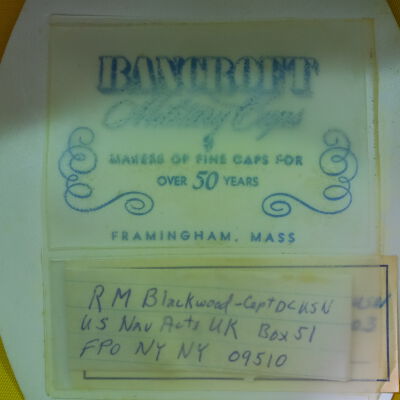 BANCROFT
Military Caps
MAKERS OF FINE CAPS FOR
OVER 50 YEARS
FRAMINGHAM, MASS
R M Blackwood-Capt DC USN
US Nav Acts UK Box 51
FPO NY NY 09510